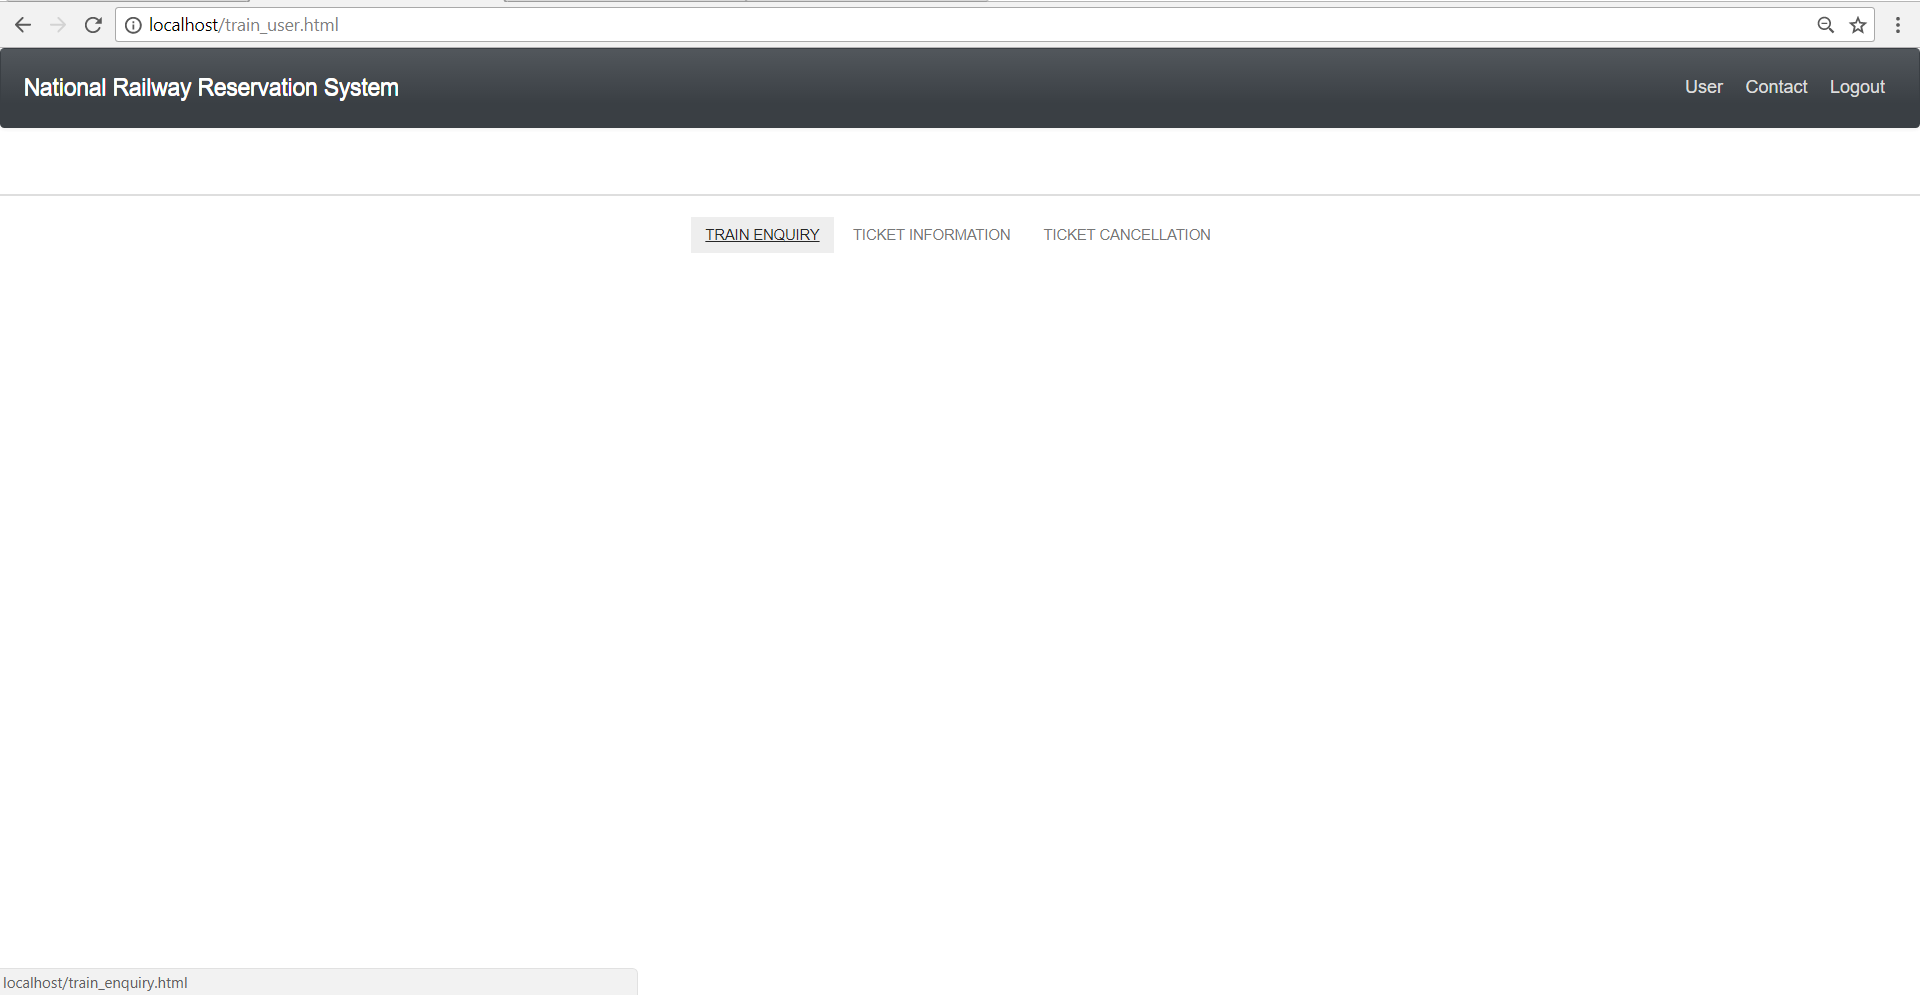 localhost/train_user.html
National Railway Reservation System
User Contact Logout
TRAIN ENQUIRY TICKET INFORMATION TICKET CANCELLATION
localhost/train_enquiry.html